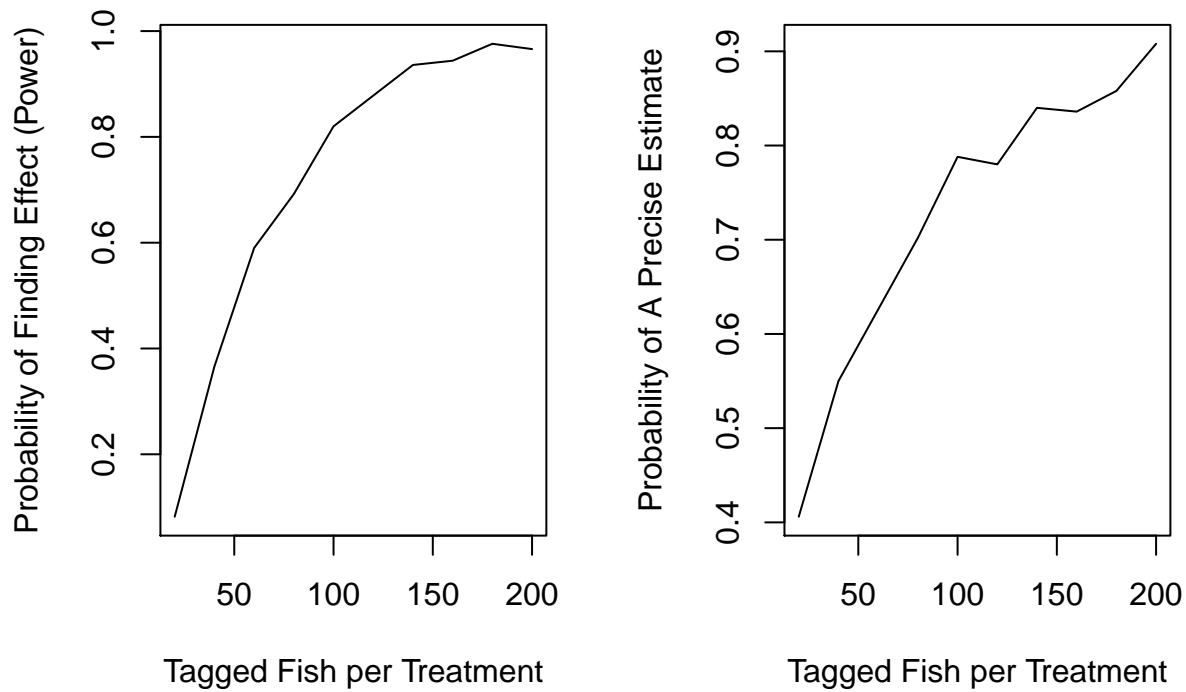 Probability of Finding Effect (Power)
1.0
0.8
0.6
0.4
0.2
50 100 150 200
Tagged Fish per Treatment
Probability of A Precise Estimate
0.9
0.8
0.7
0.6
0.5
0.4
50 100 150 200
Tagged Fish per Treatment